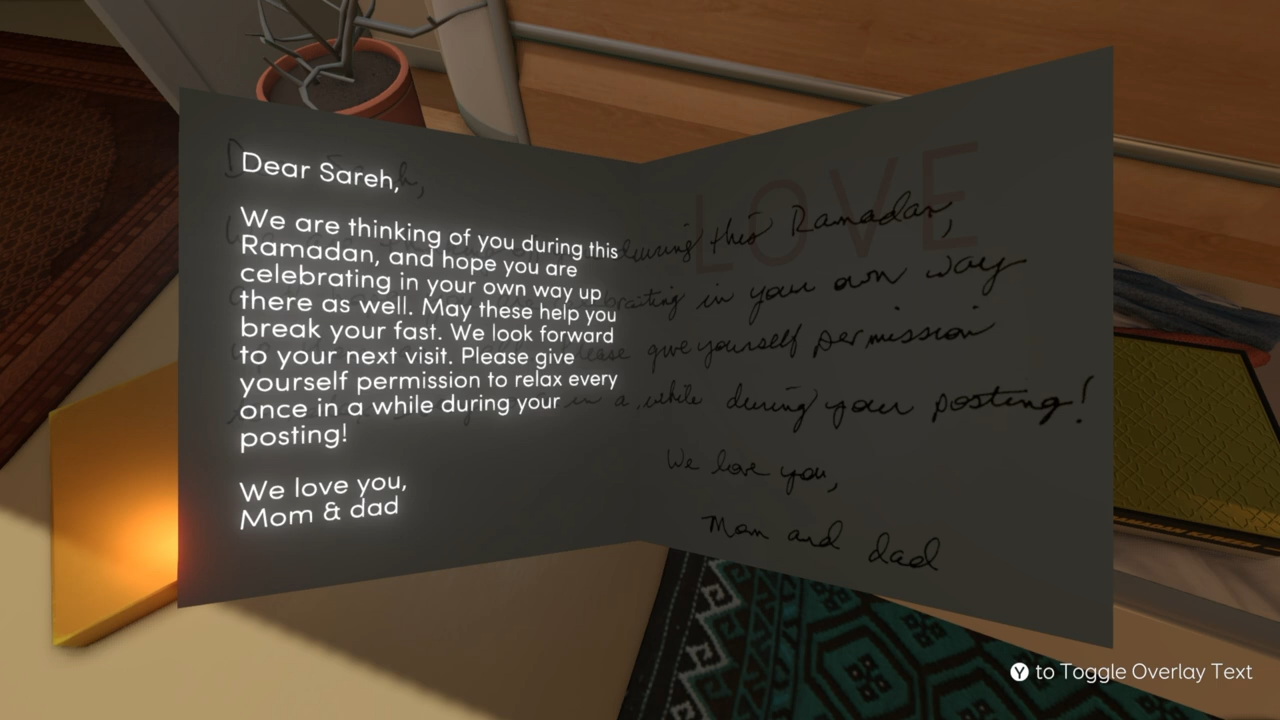 Dear Sareh,
We are thinking of you during this
Ramadan, and hope you are
celebrating in your own way up
there as well. May these help you
break your fast. We look forward
to your next visit. Please give
yourself permission to relax every
once in a while during your
posting!
We love you,
Mom & dad
LOVE
during this Ramadan,
in your own way
give yourself permission
in a while during your posting!
We love you,
Mom and dad
Y to Toggle Overlay Text